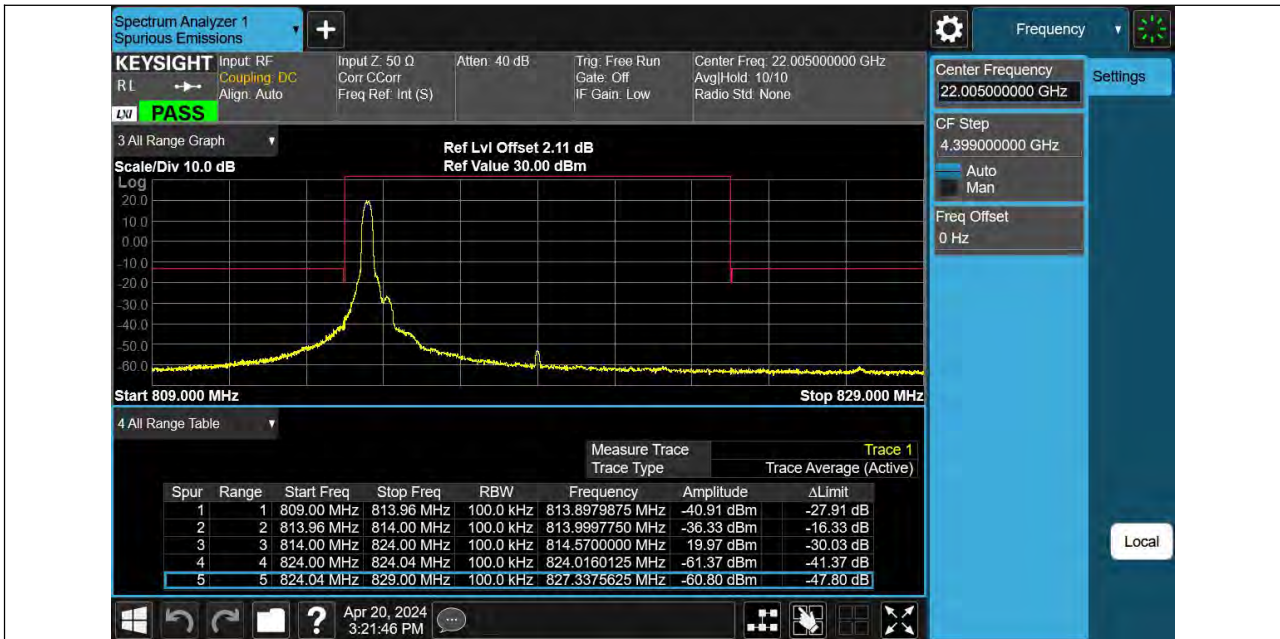 Spectrum Analyzer 1
Spurious Emissions
Frequency
KEYSIGHT
R L
LXI PASS
Input: RF
Coupling: DC
Align: Auto
Input Z: 50 Ω
Corr CCorr
Freq Ref: Int (S)
Atten: 40 dB
Trig: Free Run
Gate: Off
IF Gain: Low
Center Freq: 22.005000000 GHz
Avg|Hold: 10/10
Radio Std: None
Center Frequency
22.005000000 GHz
Settings
CF Step
4.399000000 GHz
Auto
Man
Freq Offset
0 Hz
3 All Range Graph
Ref Lvl Offset 2.11 dB
Scale/Div 10.0 dB
Ref Value 30.00 dBm
Log
20.0
10.0
0.00
-10.0
-20.0
-30.0
-40.0
-50.0
-60.0
Start 809.000 MHz
Stop 829.000 MHz
4 All Range Table
Measure Trace Trace 1
Trace Type Trace Average (Active)
Spur Range Start Freq Stop Freq RBW Frequency Amplitude ΔLimit
1 1 809.00 MHz 813.96 MHz 100.0 kHz 813.8979875 MHz -40.91 dBm -27.91 dB
2 2 813.96 MHz 814.00 MHz 100.0 kHz 813.9997750 MHz -36.33 dBm -16.33 dB
3 3 814.00 MHz 824.00 MHz 100.0 kHz 814.5700000 MHz 19.97 dBm -30.03 dB
4 4 824.00 MHz 824.04 MHz 100.0 kHz 824.0160125 MHz -61.37 dBm -41.37 dB
5 5 824.04 MHz 829.00 MHz 100.0 kHz 827.3375625 MHz -60.80 dBm -47.80 dB
Local
?
Apr 20, 2024
3:21:46 PM